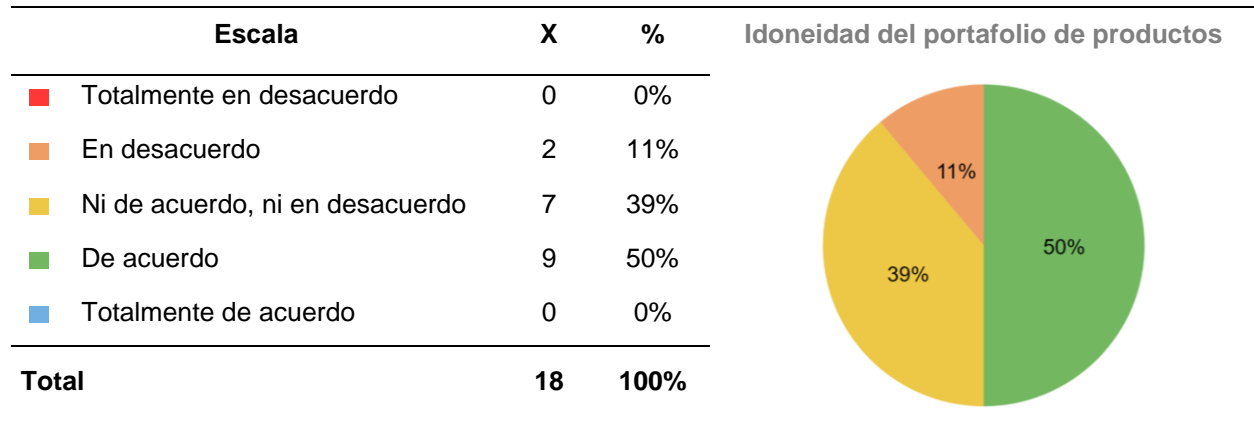 Escala X % Idoneidad del portafolio de productos
Totalmente en desacuerdo 0 0%
En desacuerdo 2 11%
Ni de acuerdo, ni en desacuerdo 7 39%
De acuerdo 9 50%
Totalmente de acuerdo 0 0%
Total 18 100%
11%
50%
39%